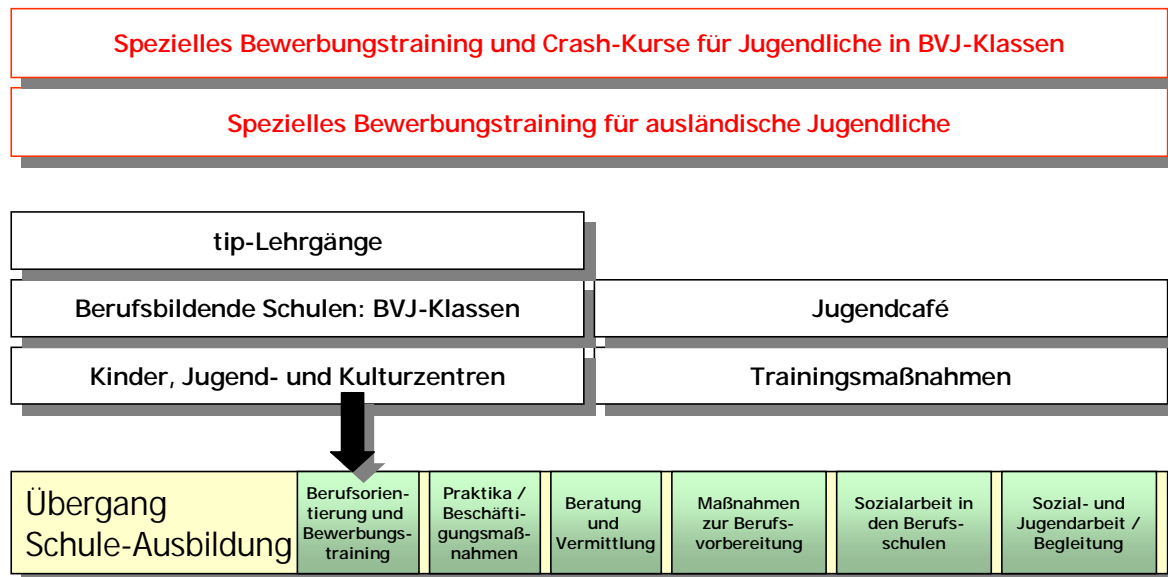 Spezielles Bewerbungstraining und Crash-Kurse für Jugendliche in BVJ-Klassen
Spezielles Bewerbungstraining für ausländische Jugendliche
tip-Lehrgänge
Berufsbildende Schulen: BVJ-Klassen
Jugendcafé
Kinder, Jugend- und Kulturzentren
Trainingsmaßnahmen
Übergang
Schule-Ausbildung
Berufsorien-
tierung und
Bewerbungs-
training
Praktika /
Beschäfti-
gungsmaß-
nahmen
Beratung
und
Vermittlung
Maßnahmen
zur Berufs-
vorbereitung
Sozialarbeit in
den Berufs-
schulen
Sozial- und
Jugendarbeit /
Begleitung